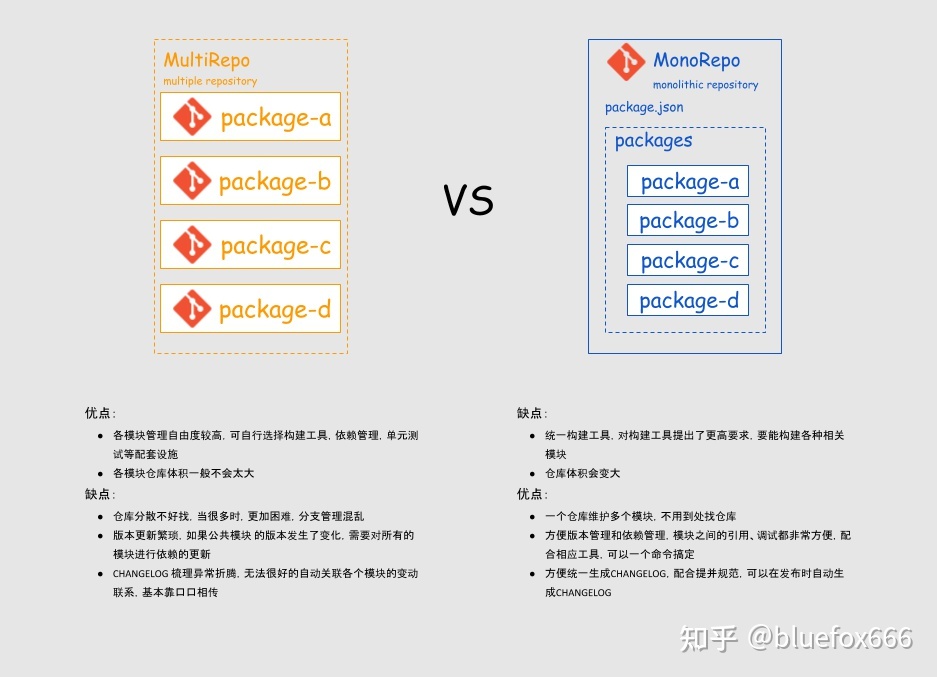 MultiRepo
multiple repository
package-a
package-b
package-c
package-d
VS
MonoRepo
monolithic repository
package.json
packages
package-a
package-b
package-c
package-d
优点：
● 各模块管理自由度较高，可自行选择构建工具，依赖管理，单元测
试等配套设施
● 各模块仓库体积一般不会太大
缺点：
● 仓库分散不好找，当很多时，更加困难，分支管理混乱
● 版本更新繁琐，如果公共模块 的版本发生了变化，需要对所有的
模块进行依赖的更新
● CHANGELOG 梳理异常折腾，无法很好的自动关联各个模块的变动
联系，基本靠口口相传
缺点：
● 统一构建工具，对构建工具提出了更高要求，要能构建各种相关
模块
● 仓库体积会变大
优点：
● 一个仓库维护多个模块，不用到处找仓库
● 方便版本管理和依赖管理，模块之间的引用、调试都非常方便，配
合相应工具，可以一个命令搞定
● 方便统一生成CHANGELOG，配合提并规范，可以在发布时自动生
成CHANGELOG
知乎 @bluefox666